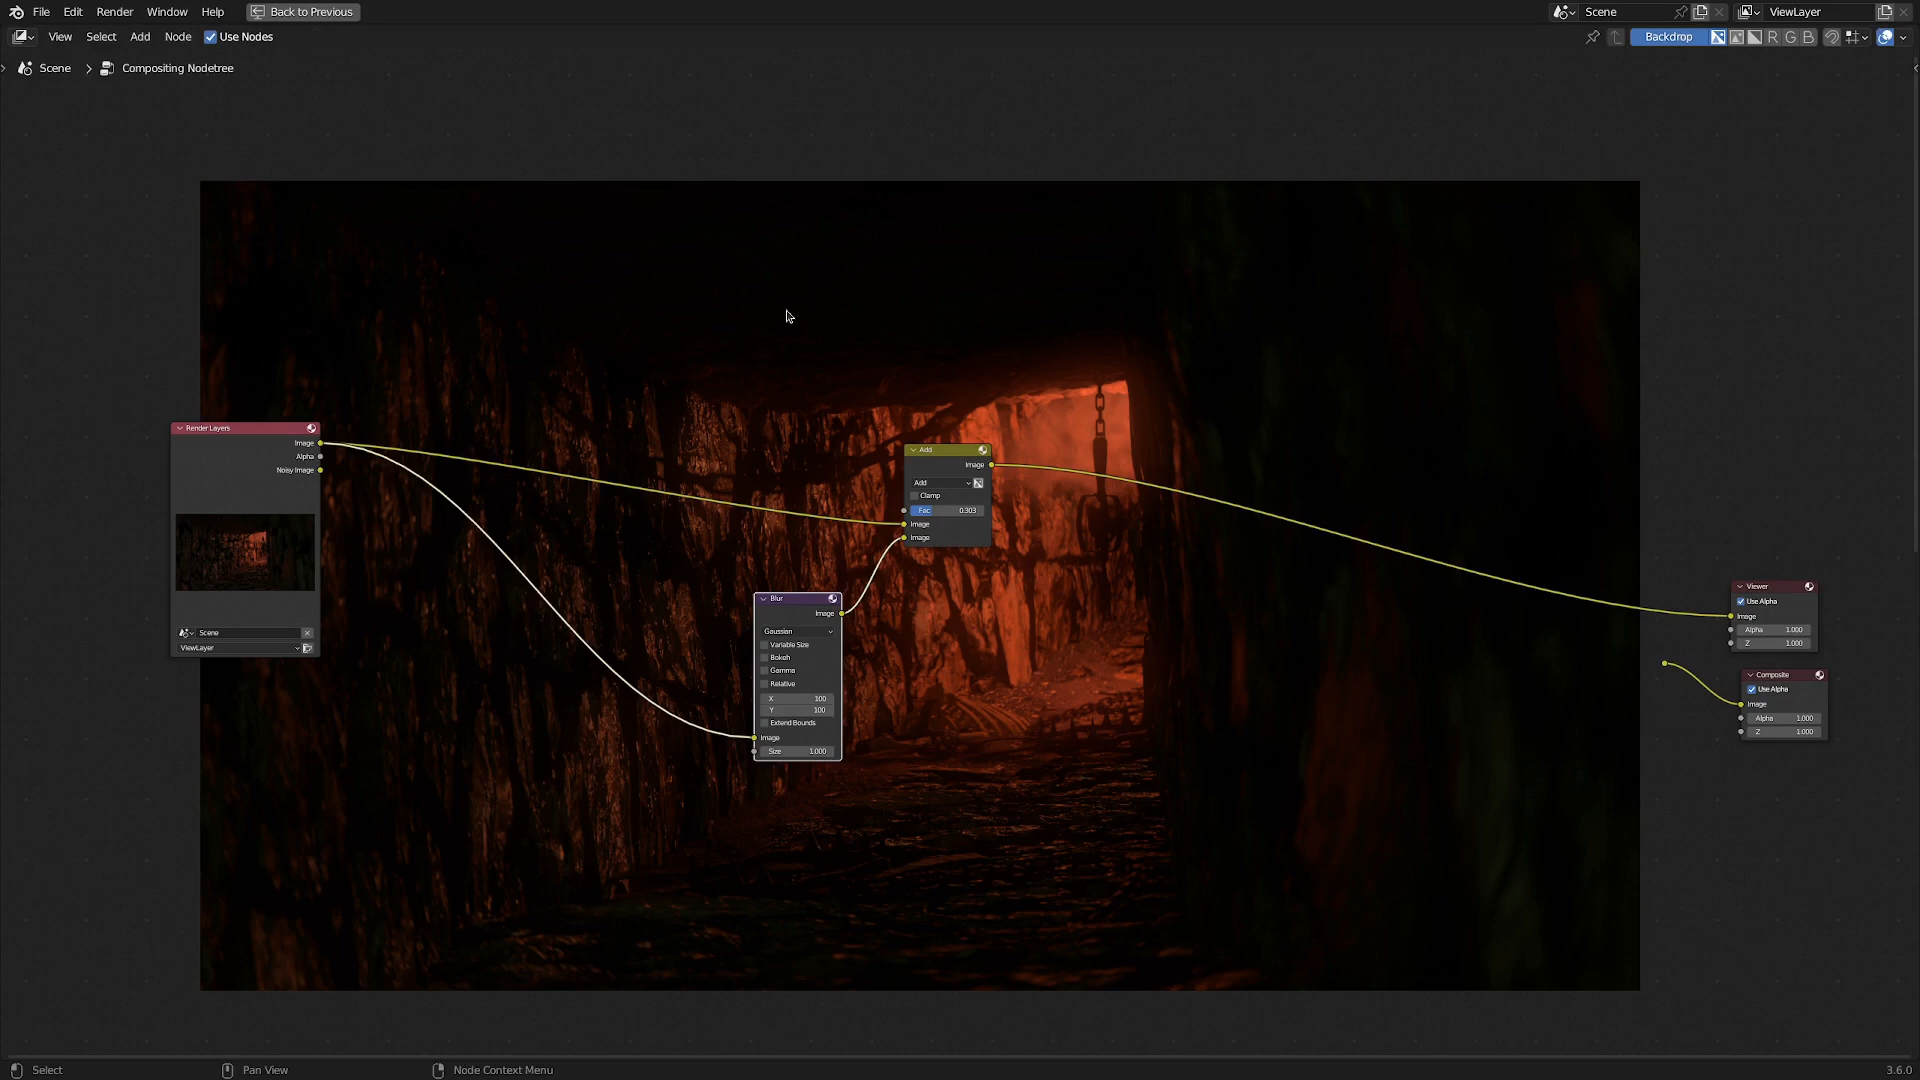 File Edit Render Window Help Back to Previous Scene ViewLayer
View Select Add Node Use Nodes Backdrop R G B
Scene Compositing Nodetree
Render Layers
Image
Alpha
Noisy Image
Scene
ViewLayer
Add
Image
Add
Clamp
Fac 0.303
Image
Image
Blur
Image
Gaussian
Variable Size
Bokeh
Gamma
Relative
X 100
Y 100
Extend Bounds
Image
Size 1.000
Viewer
Use Alpha
Image
Alpha 1.000
Z 1.000
Composite
Use Alpha
Image
Alpha 1.000
Z 1.000
Select Pan View Node Context Menu 3.6.0